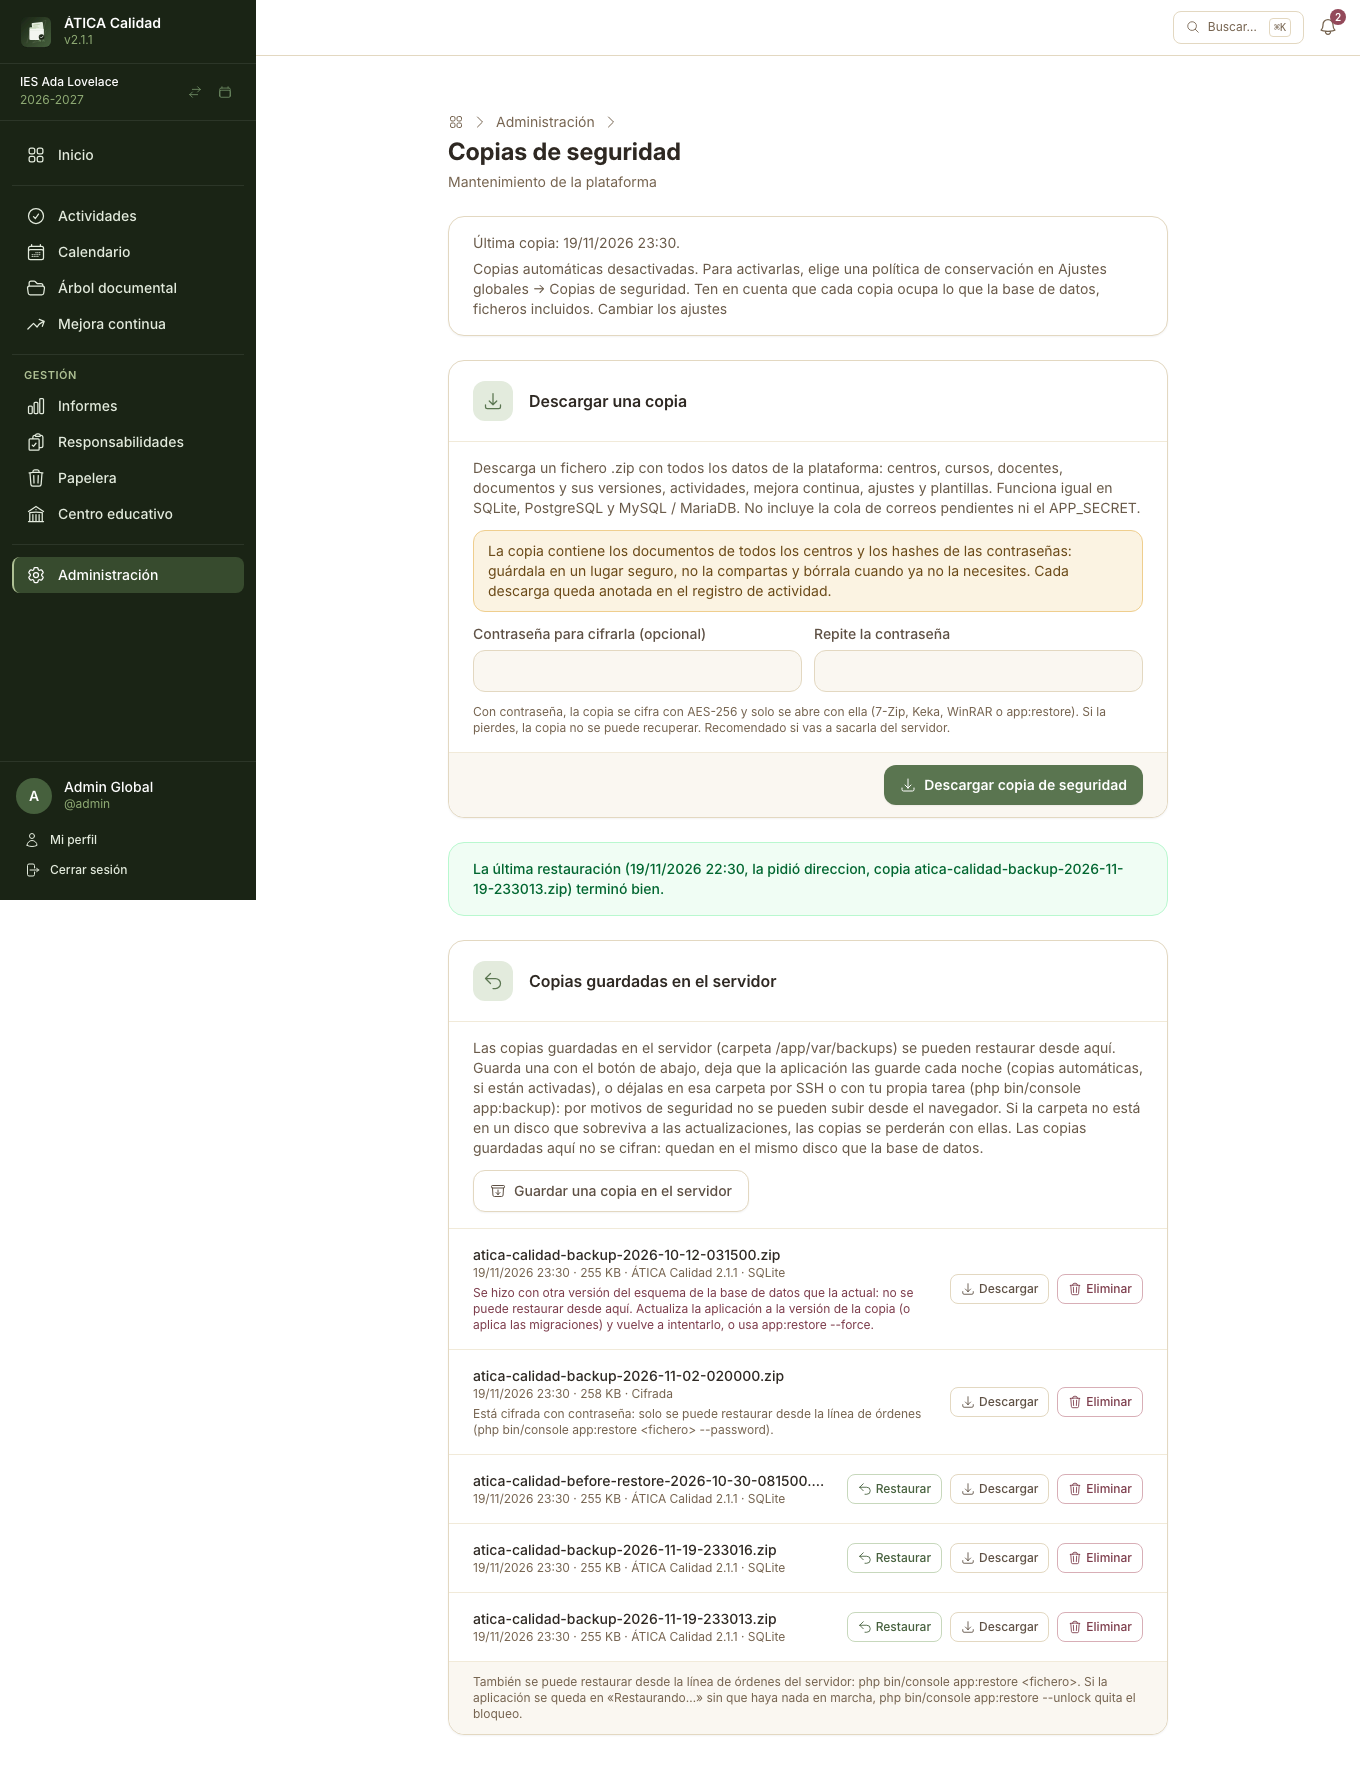 ÁTICA Calidad
v2.1.1
IES Ada Lovelace
2026-2027
Inicio
Actividades
Calendario
Árbol documental
Mejora continua
GESTIÓN
Informes
Responsabilidades
Papelera
Centro educativo
Administración
A
Admin Global
@admin
Mi perfil
Cerrar sesión
Buscar...
⌘K
2
Administración
Copias de seguridad
Mantenimiento de la plataforma
Última copia: 19/11/2026 23:30.
Copias automáticas desactivadas. Para activarlas, elige una política de conservación en Ajustes
globales → Copias de seguridad. Ten en cuenta que cada copia ocupa lo que la base de datos,
ficheros incluidos. Cambiar los ajustes
Descargar una copia
Descarga un fichero .zip con todos los datos de la plataforma: centros, cursos, docentes,
documentos y sus versiones, actividades, mejora continua, ajustes y plantillas. Funciona igual en
SQLite, PostgreSQL y MySQL / MariaDB. No incluye la cola de correos pendientes ni el APP_SECRET.
La copia contiene los documentos de todos los centros y los hashes de las contraseñas:
guárdala en un lugar seguro, no la compartas y bórrala cuando ya no la necesites. Cada
descarga queda anotada en el registro de actividad.
Contraseña para cifrarla (opcional)
Repite la contraseña
Con contraseña, la copia se cifra con AES-256 y solo se abre con ella (7-Zip, Keka, WinRAR o app:restore). Si la
pierdes, la copia no se puede recuperar. Recomendado si vas a sacarla del servidor.
Descargar copia de seguridad
La última restauración (19/11/2026 22:30, la pidió direccion, copia atica-calidad-backup-2026-11-
19-233013.zip) terminó bien.
Copias guardadas en el servidor
Las copias guardadas en el servidor (carpeta /app/var/backups) se pueden restaurar desde aquí.
Guarda una con el botón de abajo, deja que la aplicación las guarde cada noche (copias automáticas,
si están activadas), o déjalas en esa carpeta por SSH o con tu propia tarea (php bin/console
app:backup): por motivos de seguridad no se pueden subir desde el navegador. Si la carpeta no está
en un disco que sobreviva a las actualizaciones, las copias se perderán con ellas. Las copias
guardadas aquí no se cifran: quedan en el mismo disco que la base de datos.
Guardar una copia en el servidor
atica-calidad-backup-2026-10-12-031500.zip
19/11/2026 23:30 · 255 KB · ÁTICA Calidad 2.1.1 · SQLite
Se hizo con otra versión del esquema de la base de datos que la actual: no se
puede restaurar desde aquí. Actualiza la aplicación a la versión de la copia (o
aplica las migraciones) y vuelve a intentarlo, o usa app:restore --force.
Descargar
Eliminar
atica-calidad-backup-2026-11-02-020000.zip
19/11/2026 23:30 · 258 KB · Cifrada
Está cifrada con contraseña: solo se puede restaurar desde la línea de órdenes
(php bin/console app:restore <fichero> --password).
Descargar
Eliminar
atica-calidad-before-restore-2026-10-30-081500....
19/11/2026 23:30 · 255 KB · ÁTICA Calidad 2.1.1 · SQLite
Restaurar
Descargar
Eliminar
atica-calidad-backup-2026-11-19-233016.zip
19/11/2026 23:30 · 255 KB · ÁTICA Calidad 2.1.1 · SQLite
Restaurar
Descargar
Eliminar
atica-calidad-backup-2026-11-19-233013.zip
19/11/2026 23:30 · 255 KB · ÁTICA Calidad 2.1.1 · SQLite
Restaurar
Descargar
Eliminar
También se puede restaurar desde la línea de órdenes del servidor: php bin/console app:restore <fichero>. Si la
aplicación se queda en «Restaurando...» sin que haya nada en marcha, php bin/console app:restore --unlock quita el
bloqueo.